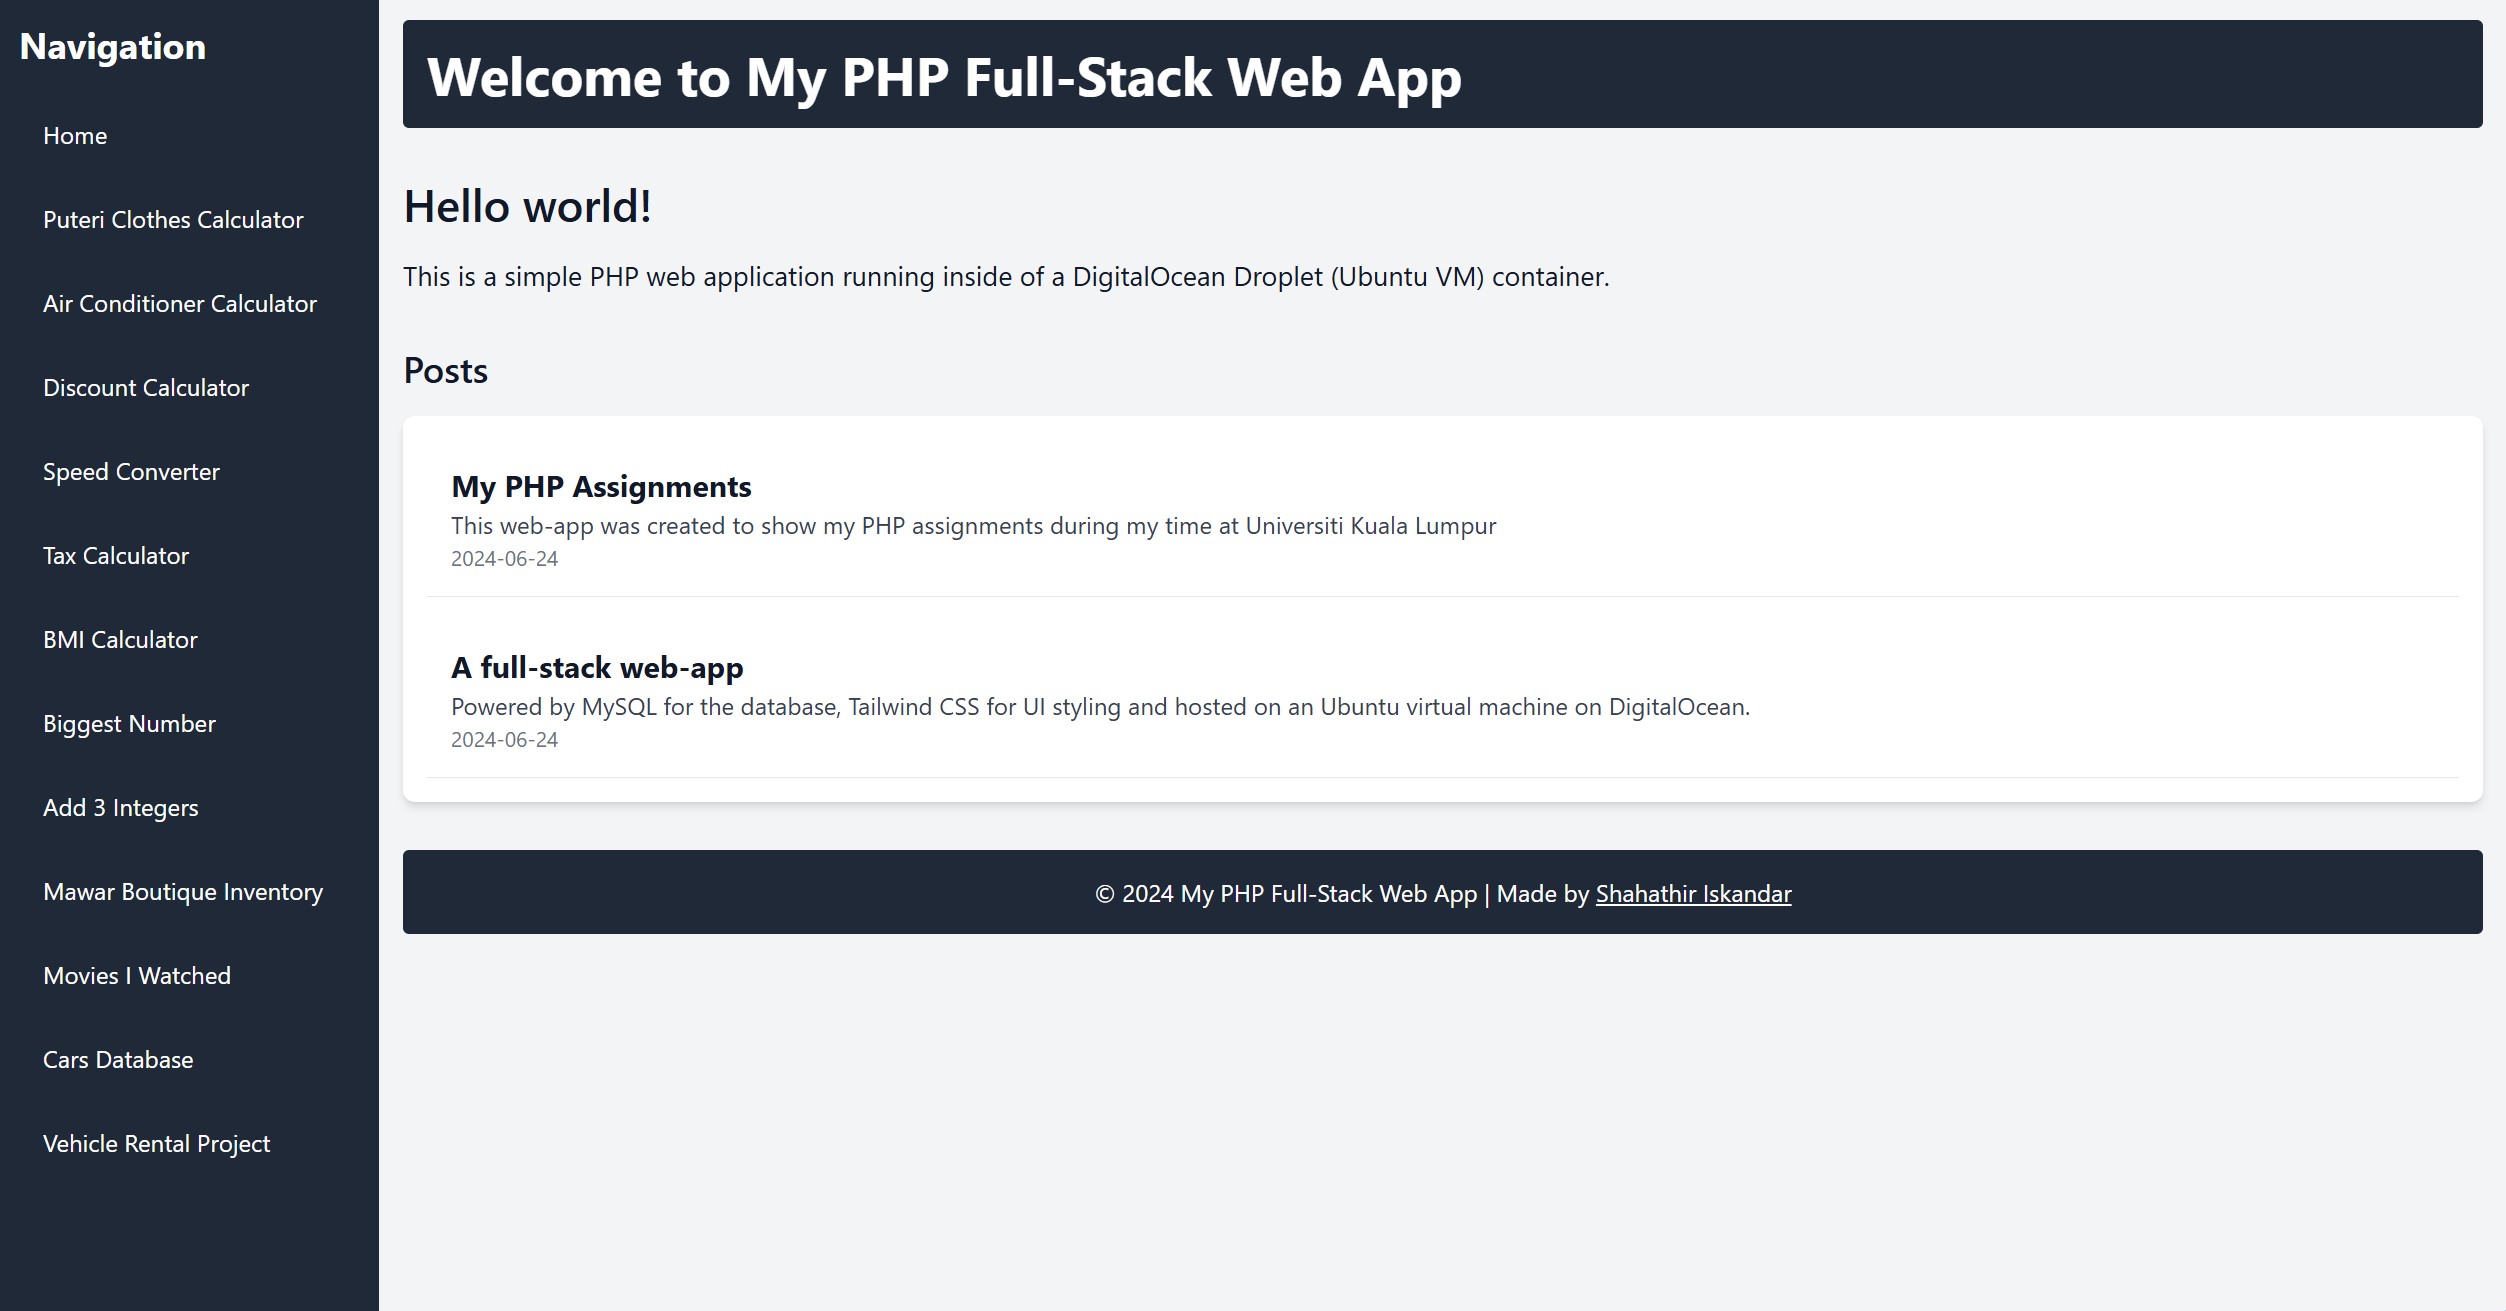 Navigation
Home
Puteri Clothes Calculator
Air Conditioner Calculator
Discount Calculator
Speed Converter
Tax Calculator
BMI Calculator
Biggest Number
Add 3 Integers
Mawar Boutique Inventory
Movies I Watched
Cars Database
Vehicle Rental Project
Welcome to My PHP Full-Stack Web App
Hello world!
This is a simple PHP web application running inside of a DigitalOcean Droplet (Ubuntu VM) container.
Posts
My PHP Assignments
This web-app was created to show my PHP assignments during my time at Universiti Kuala Lumpur
2024-06-24
A full-stack web-app
Powered by MySQL for the database, Tailwind CSS for UI styling and hosted on an Ubuntu virtual machine on DigitalOcean.
2024-06-24
© 2024 My PHP Full-Stack Web App | Made by Shahathir Iskandar